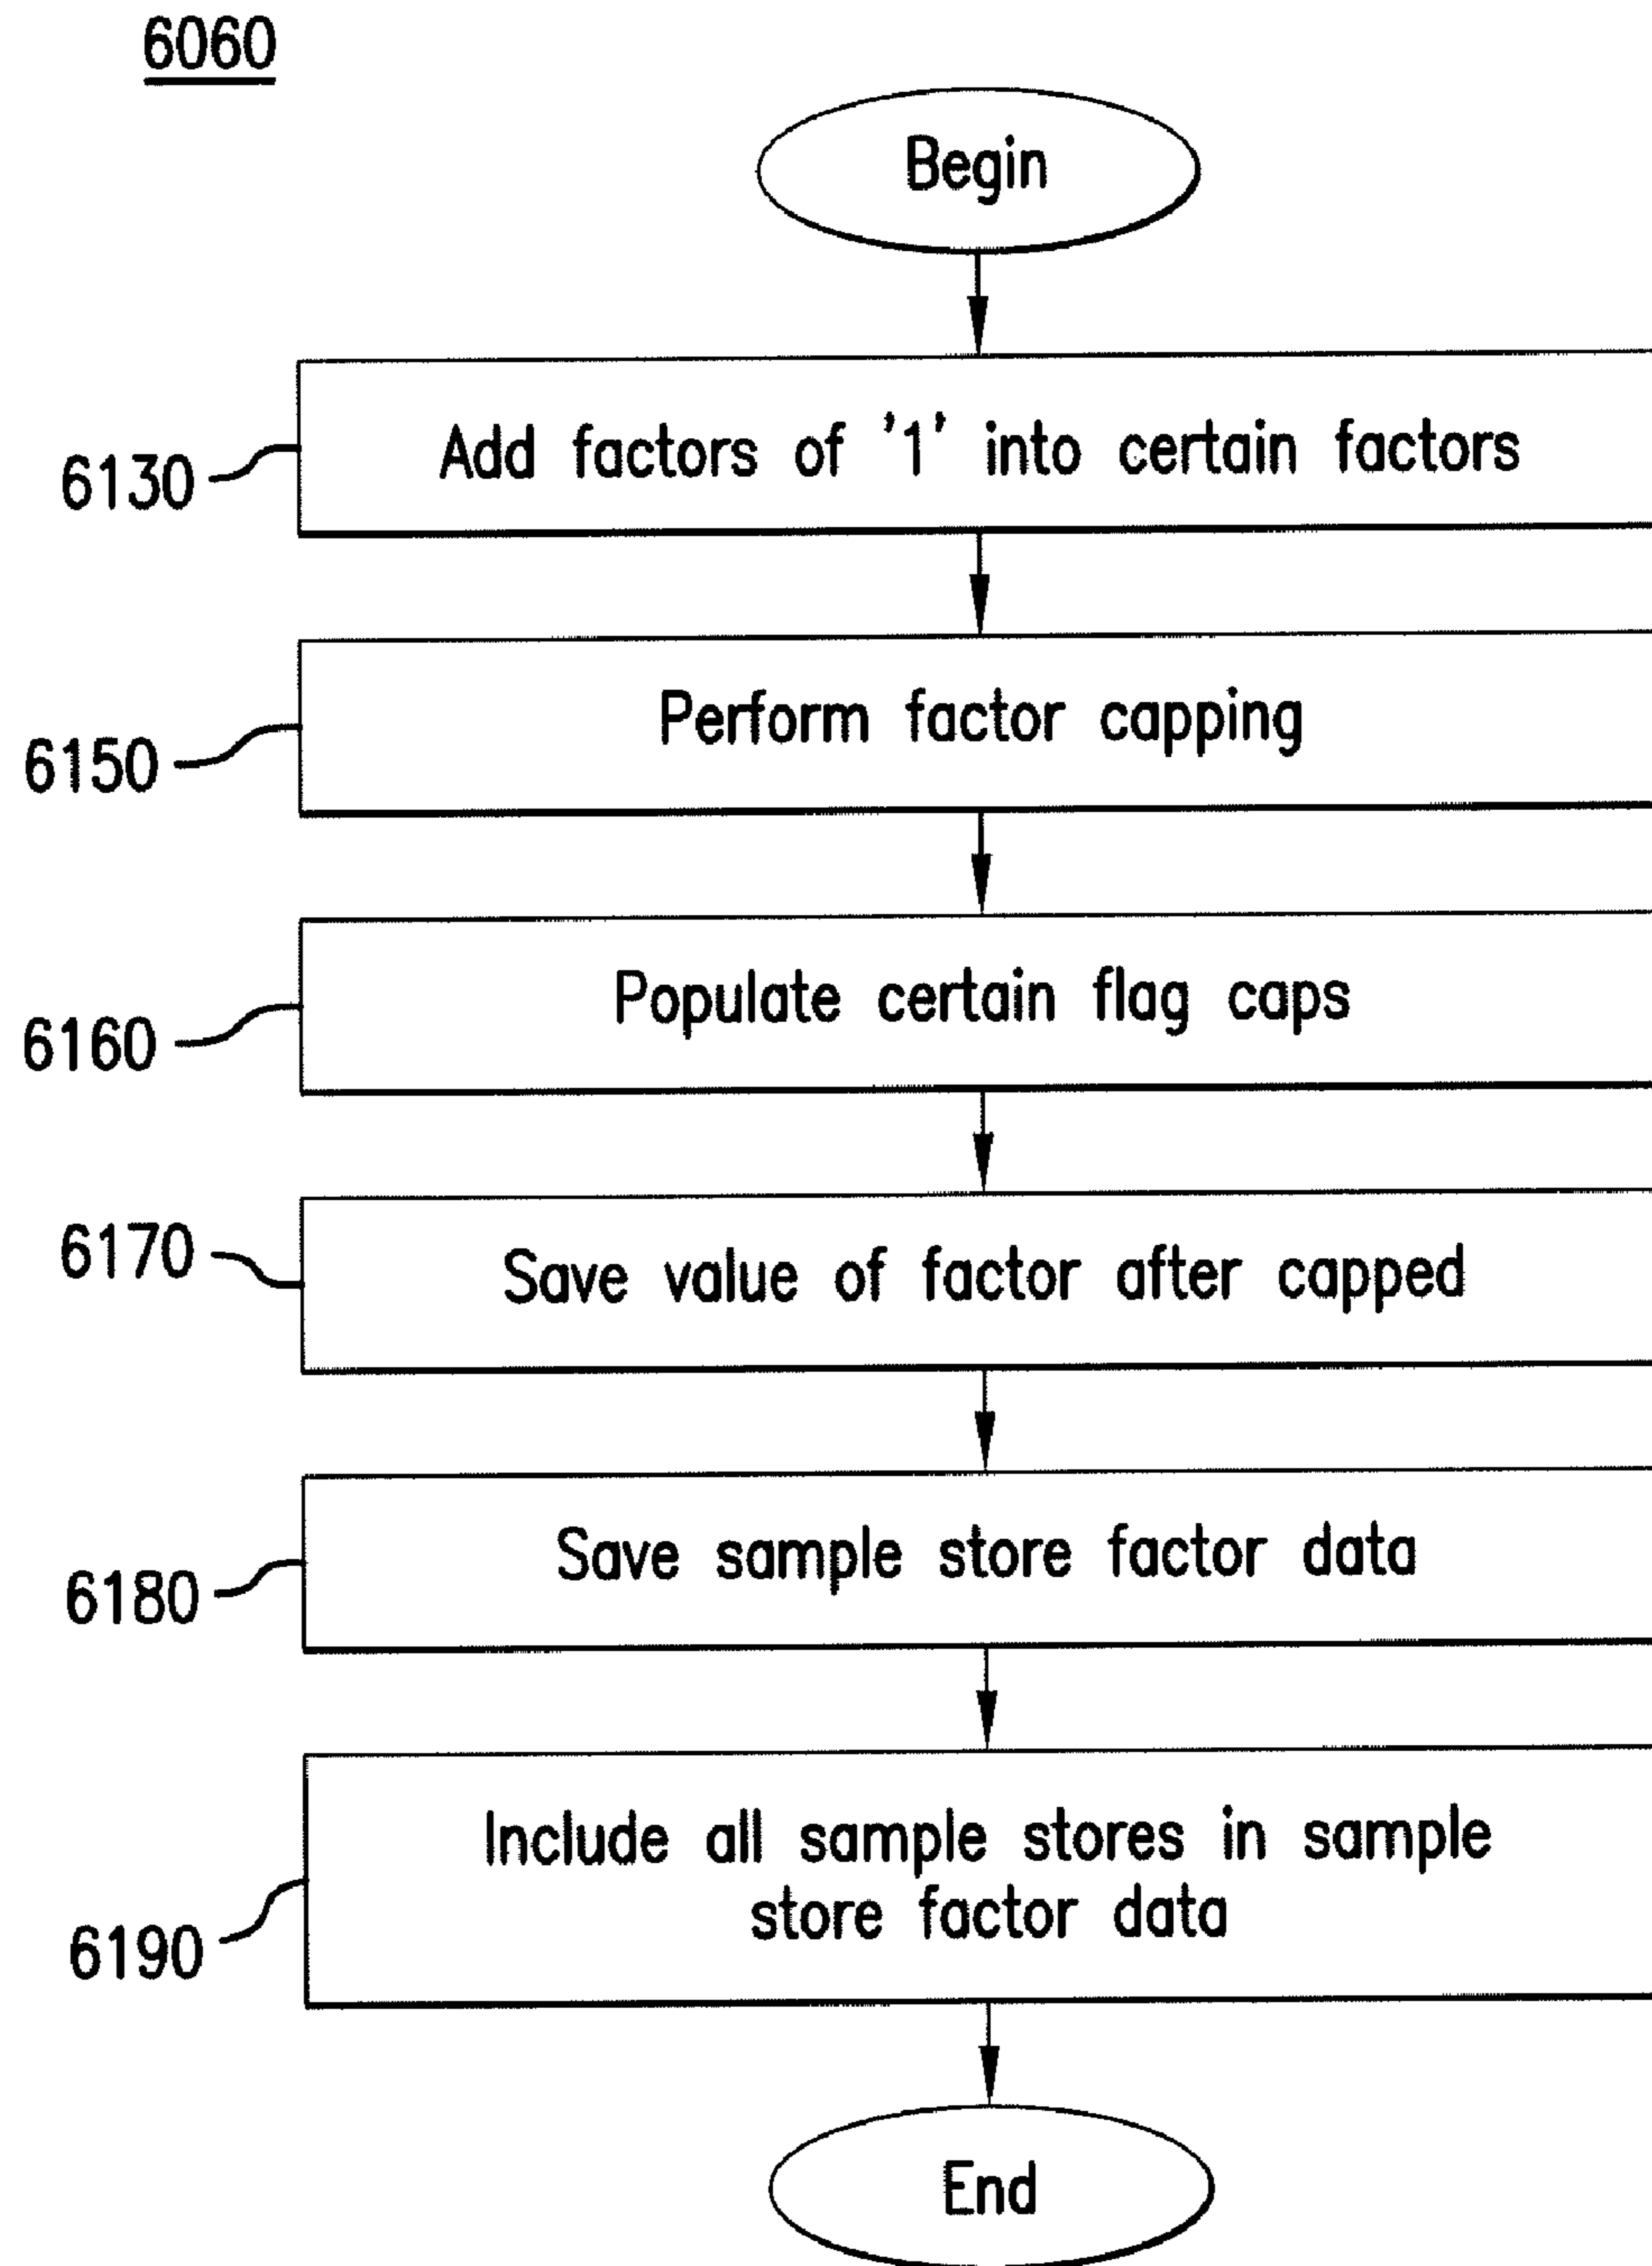 6060
Begin
Add factors of '1' into certain factors
6130
Perform factor capping
6150
Populate certain flag caps
6160
Save value of factor after capped
6170
Save sample store factor data
6180
Include all sample stores in sample
store factor data
6190
End